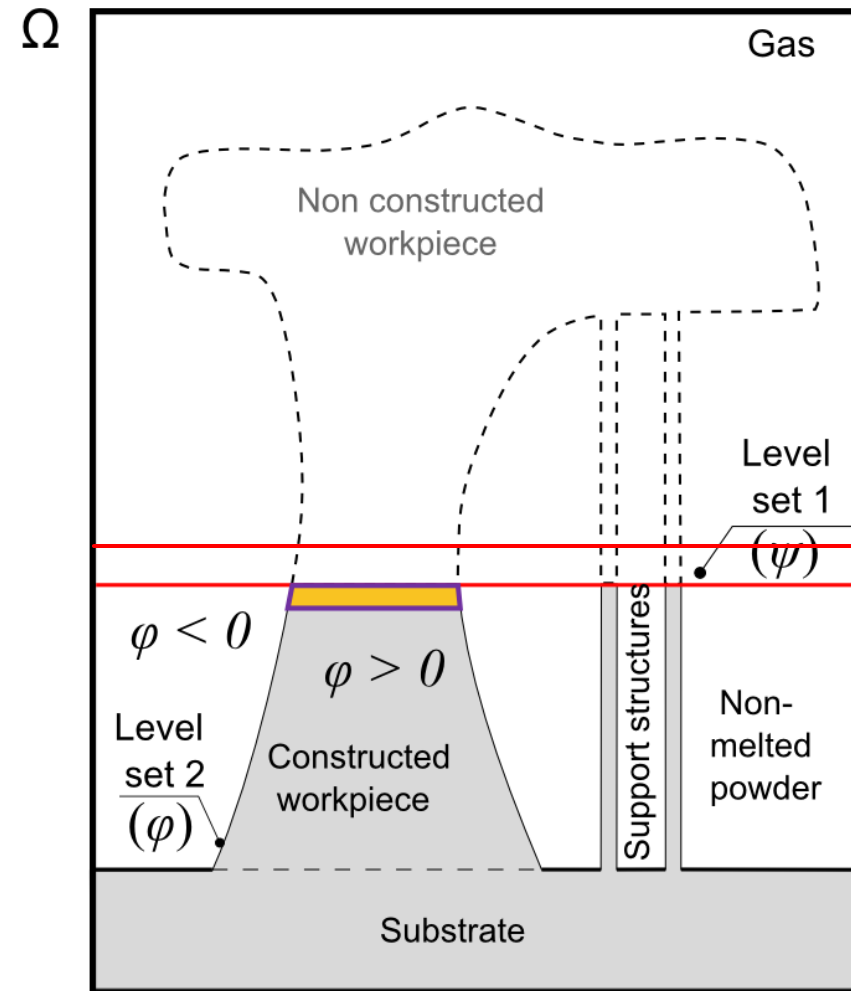 Ω
Gas
Non constructed
workpiece
Level
set 1
(ψ)
φ < 0
φ > 0
Level
set 2
(φ)
Constructed
workpiece
Support structures
Non-
melted
powder
Substrate